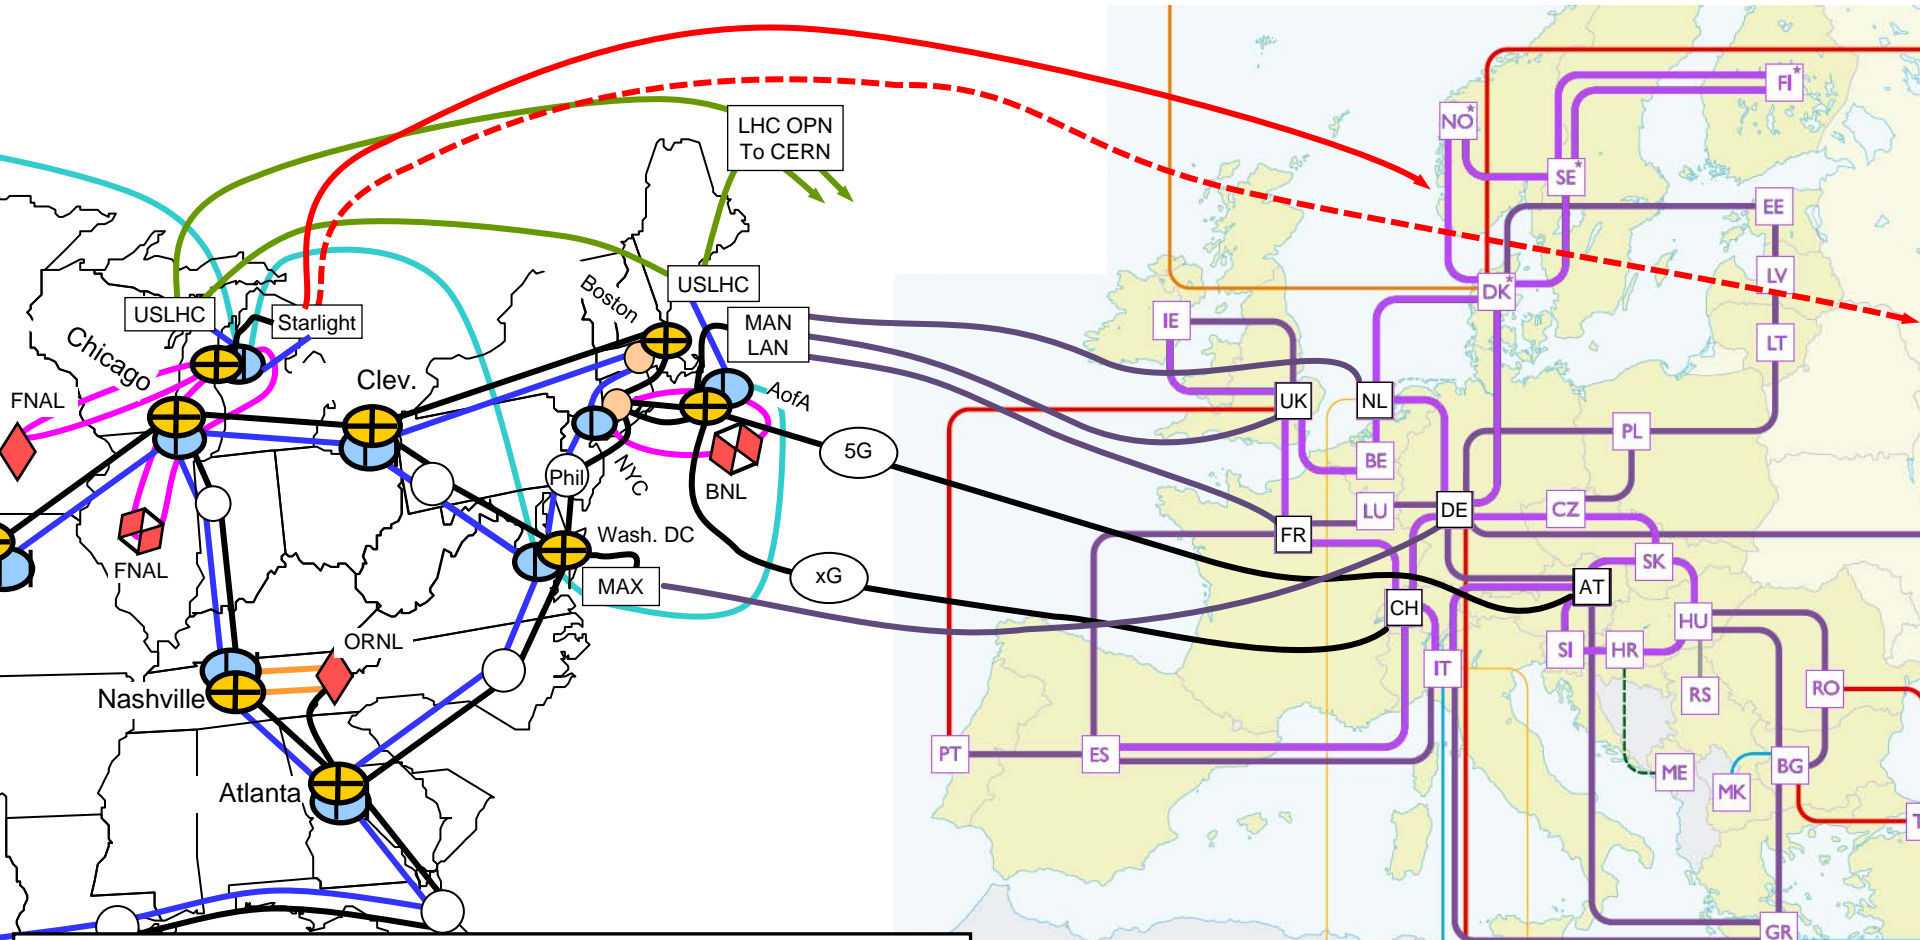 LHC OPN
To CERN
USLHC
Starlight
USLHC
MAN
LAN
Boston
Chicago
Clev.
FNAL
AofA
NYC
Phil
BNL
5G
xG
Wash. DC
MAX
FNAL
ORNL
Nashville
Atlanta
FI*
NO*
SE*
EE
LV
DK*
IE
LT
UK
NL
PL
BE
LU
DE
CZ
FR
SK
AT
CH
HU
SI
HR
IT
RS
RO
PT
ES
ME
BG
MK
T
GR